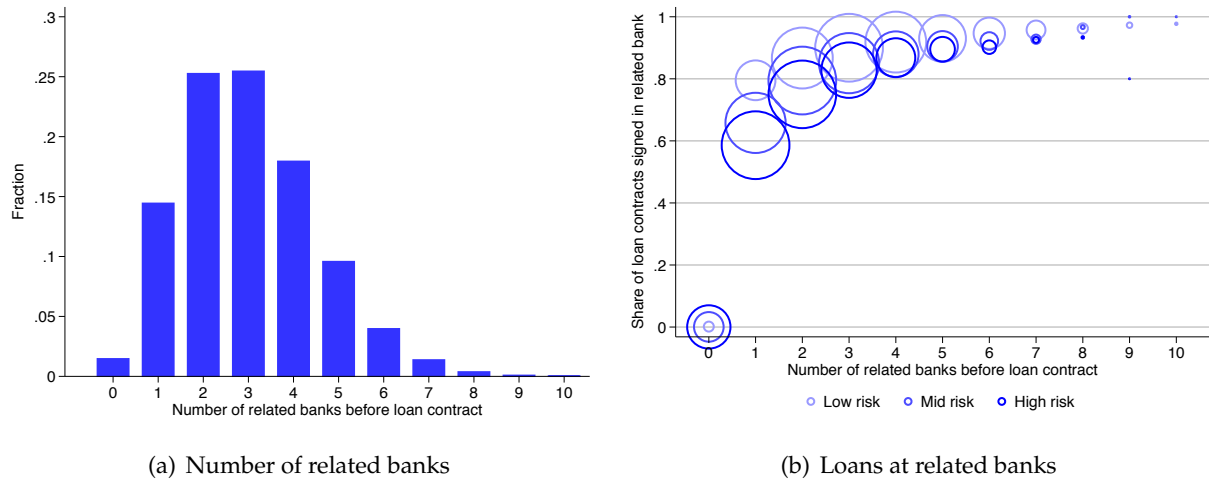 .3
.25
.2
.15
.1
.05
0
Fraction
0 1 2 3 4 5 6 7 8 9 10
Number of related banks before loan contract
(a) Number of related banks
1
.8
.6
.4
.2
0
Share of loan contracts signed in related bank
0 1 2 3 4 5 6 7 8 9 10
Number of related banks before loan contract
Low risk Mid risk High risk
(b) Loans at related banks